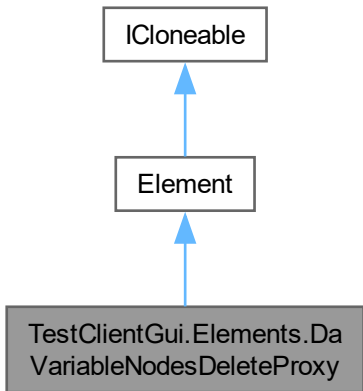 ICloneable
Element
TestClientGui.Elements.Da
VariableNodesDeleteProxy